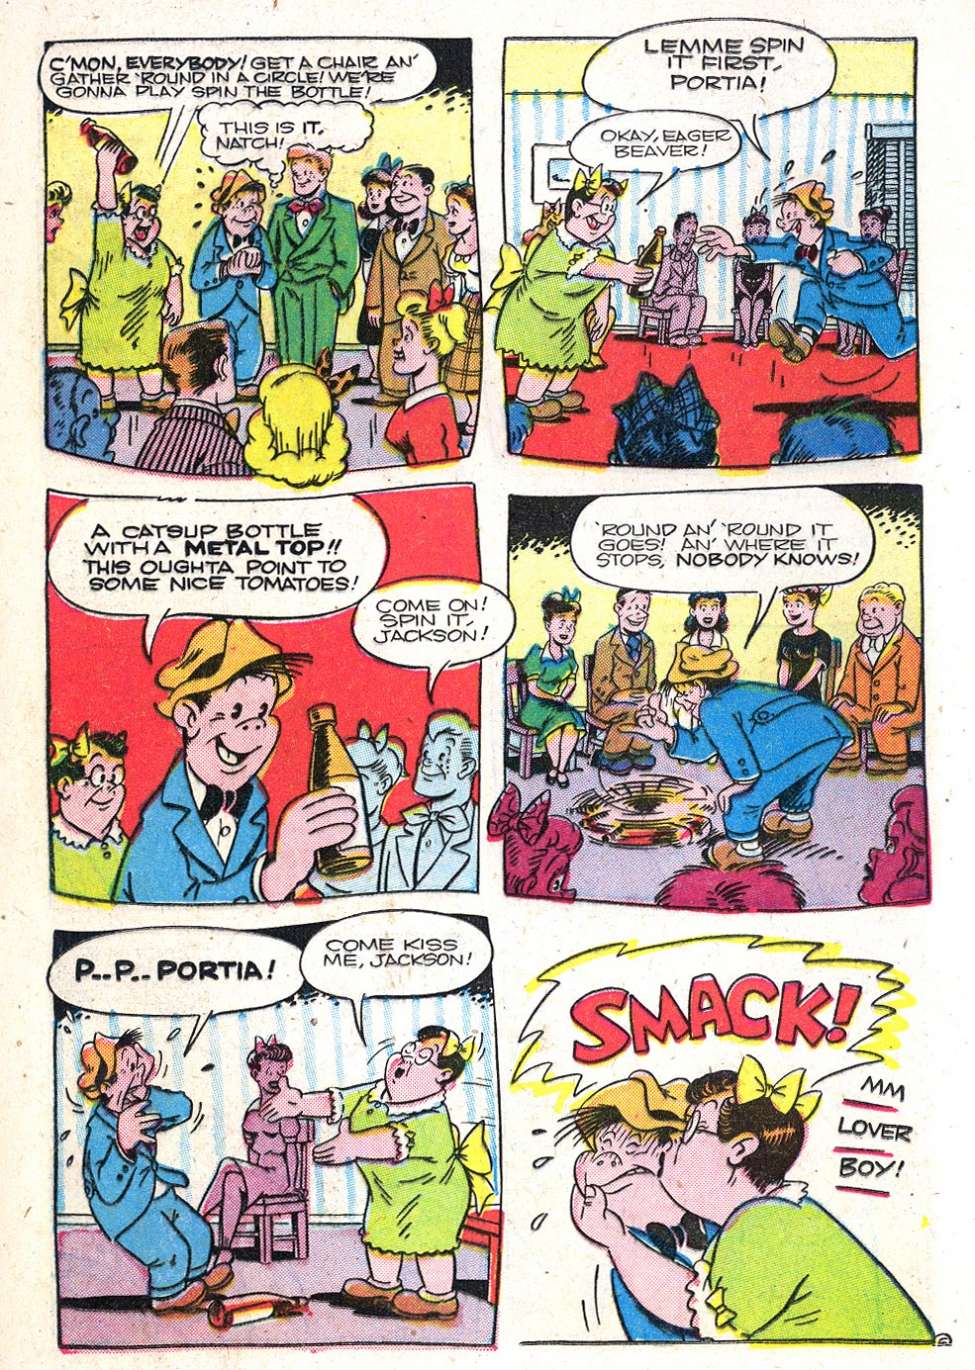 C'MON, EVERYBODY! GET A CHAIR AN'
GATHER 'ROUND IN A CIRCLE! WE'RE
GONNA PLAY SPIN THE BOTTLE!
THIS IS IT,
NATCH!
LEMME SPIN
IT FIRST,
PORTIA!
OKAY, EAGER
BEAVER!
A CATSUP BOTTLE
WITH A METAL TOP!!
THIS OUGHTA POINT TO
SOME NICE TOMATOES!
COME ON!
SPIN IT,
JACKSON!
'ROUND AN' 'ROUND IT
GOES! AN' WHERE IT
STOPS, NOBODY KNOWS!
P--P-- PORTIA!
COME KISS
ME, JACKSON!
SMACK!
MM
LOVER
BOY!